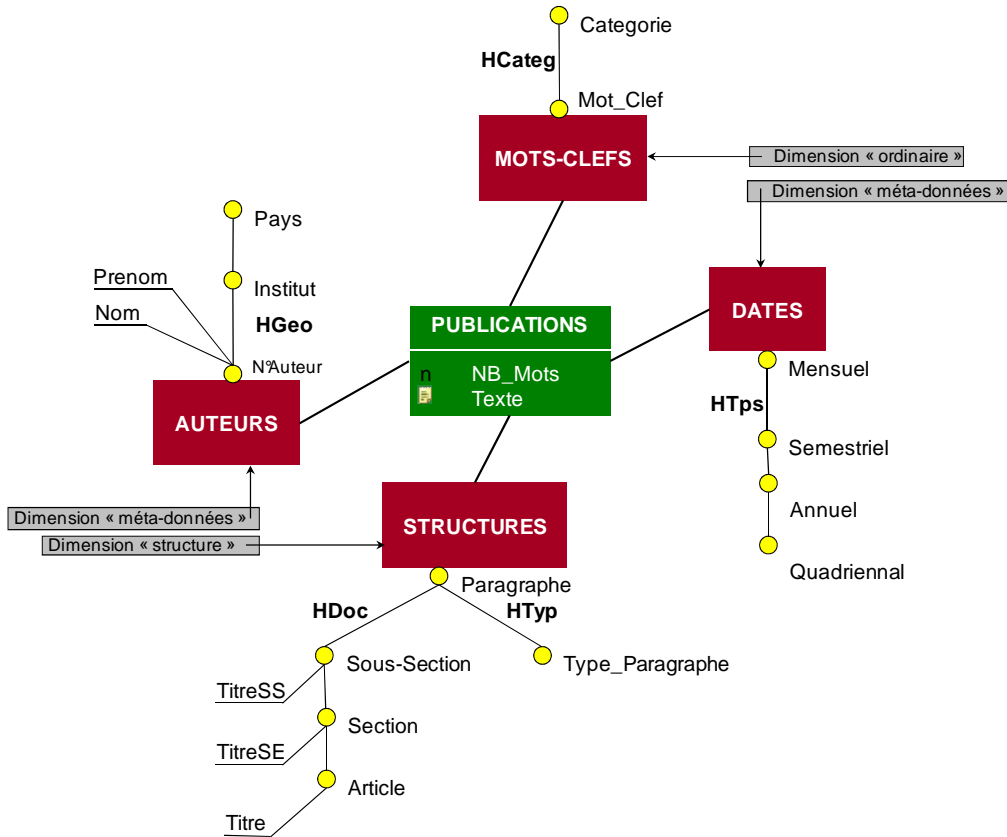 Categorie
HCateg
Mot_Clef
MOTS-CLEFS
Dimension « ordinaire »
Dimension « méta-données »
Pays
Prenom
Institut
Nom
HGeo
N°Auteur
AUTEURS
PUBLICATIONS
n NB_Mots
Texte
DATES
Mensuel
HTps
Semestriel
Annuel
Quadriennal
Dimension « méta-données »
Dimension « structure »
STRUCTURES
Paragraphe
HDoc
HTyp
Sous-Section
Type_Paragraphe
TitreSS
Section
TitreSE
Article
Titre